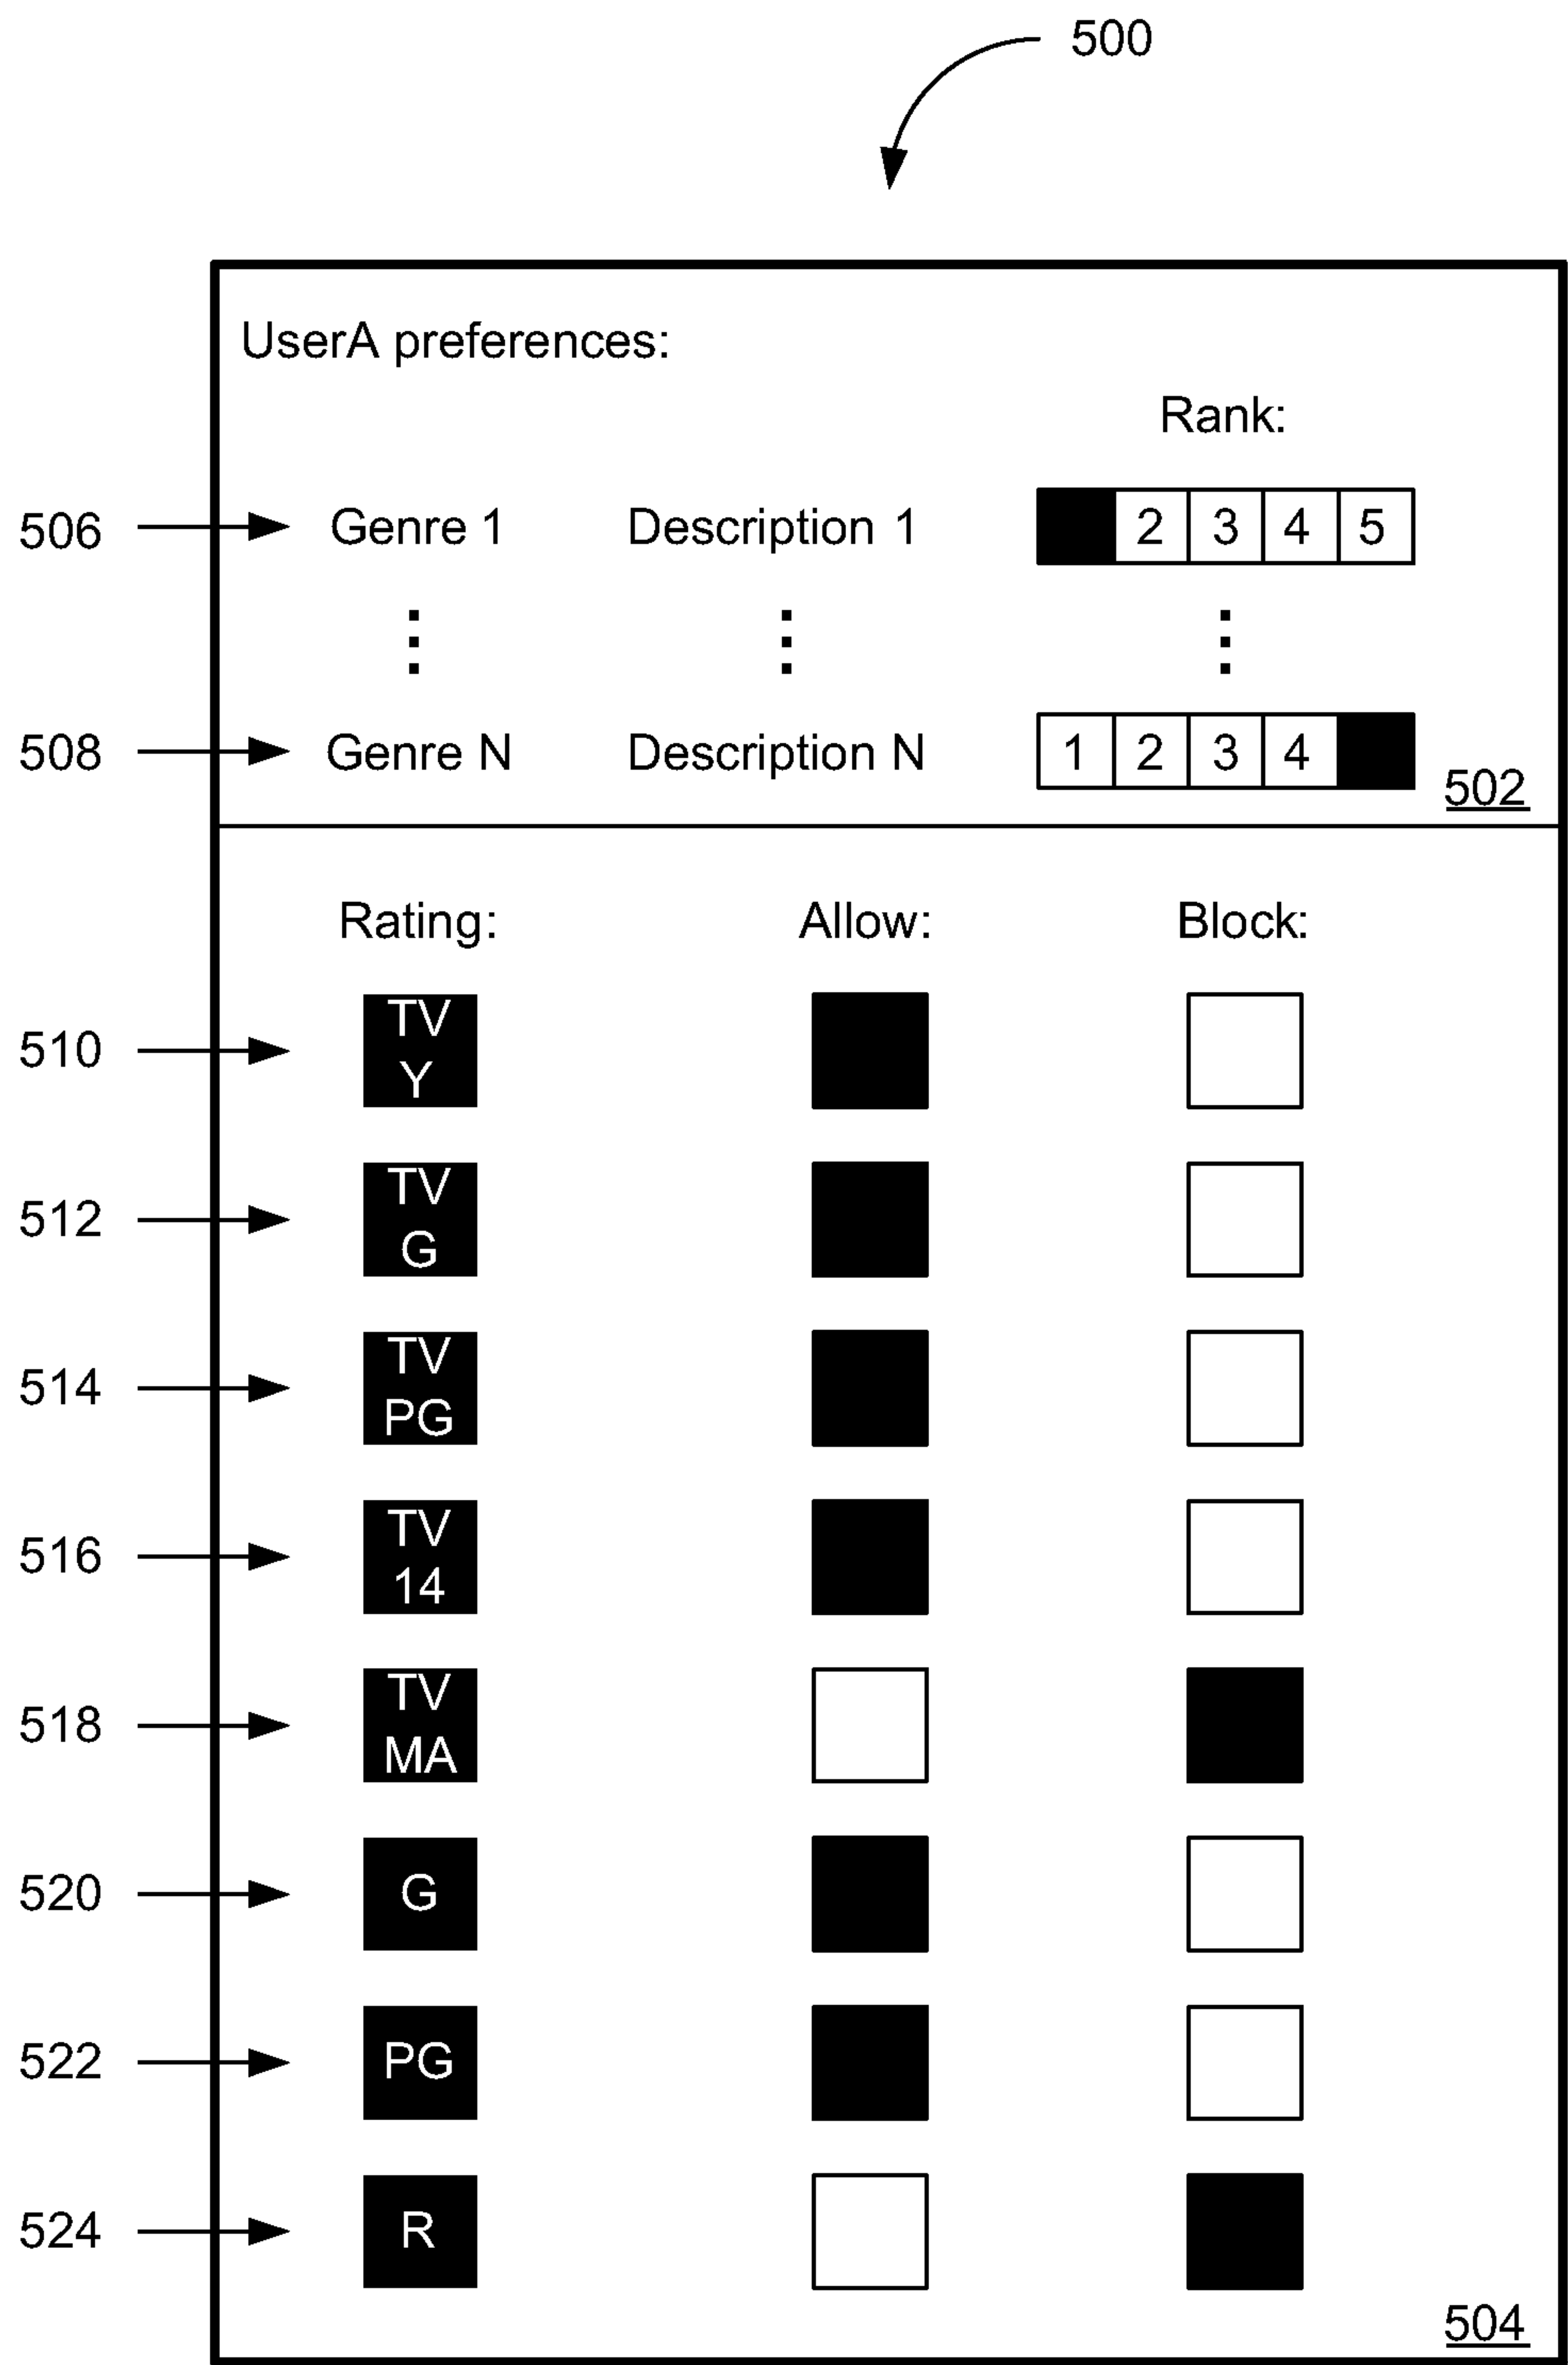 500
UserA preferences:
Rank:
506 Genre 1 Description 1 2 3 4 5
508 Genre N Description N 1 2 3 4
502
Rating: Allow: Block:
510 TV Y
512 TV G
514 TV PG
516 TV 14
518 TV MA
520 G
522 PG
524 R
504